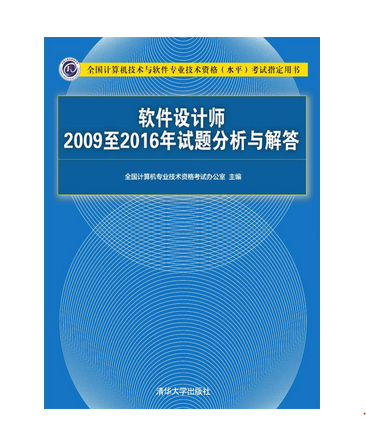 全国计算机技术与软件专业技术资格（水平）考试指定用书
软件设计师
2009至2016年试题分析与解答
全国计算机专业技术资格考试办公室 主编
清华大学出版社